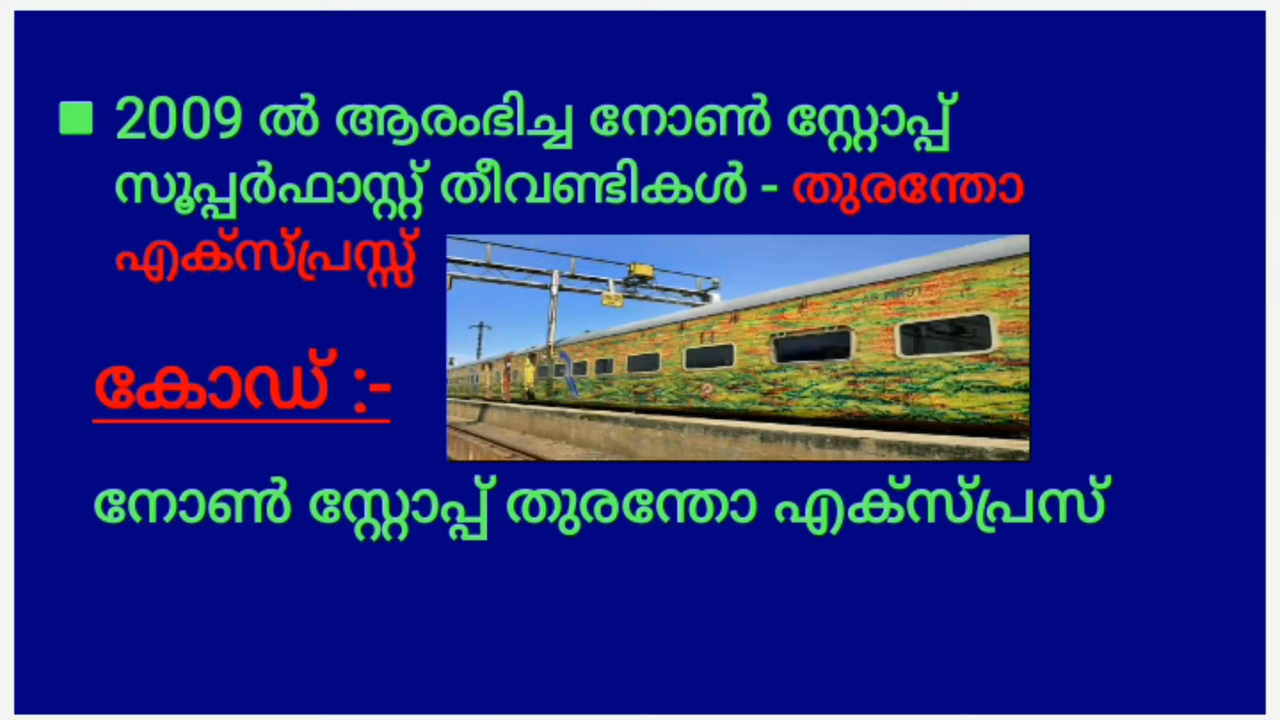 2009 ൽ ആരംഭിച്ച നോൺ സ്റ്റോപ്പ്
സൂപ്പർഫാസ്റ്റ് തീവണ്ടികൾ - തുരന്തോ
എക്സ്പ്രസ്സ്
കോഡ് :-
നോൺ സ്റ്റോപ്പ് തുരന്തോ എക്സ്പ്രസ്